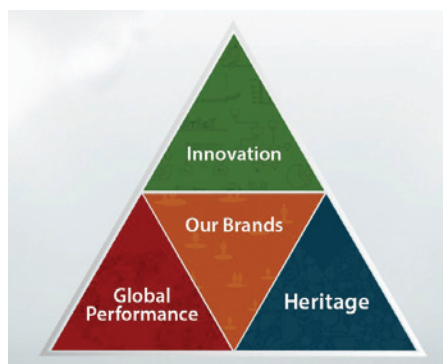 Innovation
Our Brands
Global
Performance
Heritage